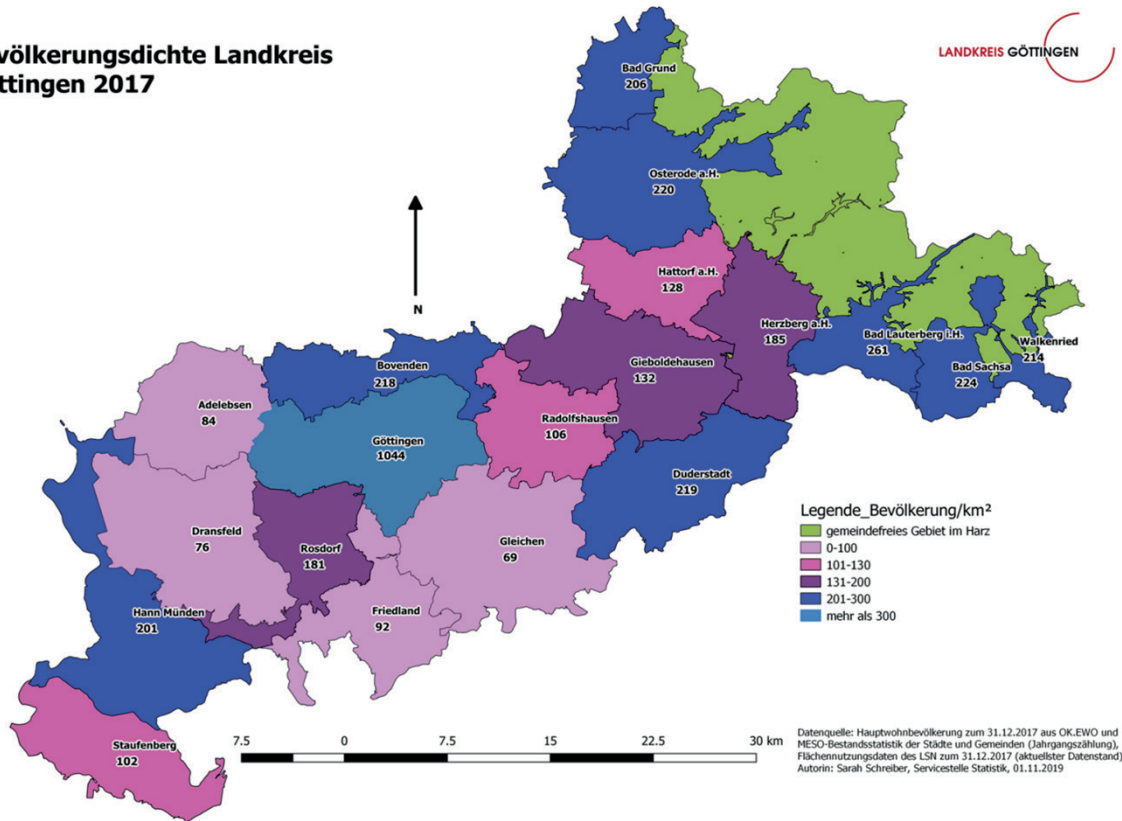 völkerungsdichte Landkreis
ttingen 2017
LANDKREIS GÖTTINGEN
Bad Grund
206
Osterode a.H.
220
Hattorf a.H.
128
Herzberg a.H.
185
Bad Lauterberg i.H.
261
Walkenried
214
Bad Sachsa
224
Gieboldehausen
132
Bovenden
218
Adelebsen
84
Radolfshausen
106
Göttingen
1044
Duderstadt
219
Dransfeld
76
Rosdorf
181
Gleichen
69
Hann Münden
201
Friedland
92
Staufenberg
102
N
Legende_Bevölkerung/km²
gemeindefreies Gebiet im Harz
0-100
101-130
131-200
201-300
mehr als 300
7.5 0 7.5 15 22.5 30 km
Datenquelle: Hauptwohnbevölkerung zum 31.12.2017 aus OK.EWO und
MESO-Bestandsstatistik der Städte und Gemeinden (Jahrgangszählung),
Flächennutzungsdaten des LSN zum 31.12.2017 (aktuellster Datenstand)
Autorin: Sarah Schreiber, Servicestelle Statistik, 01.11.2019